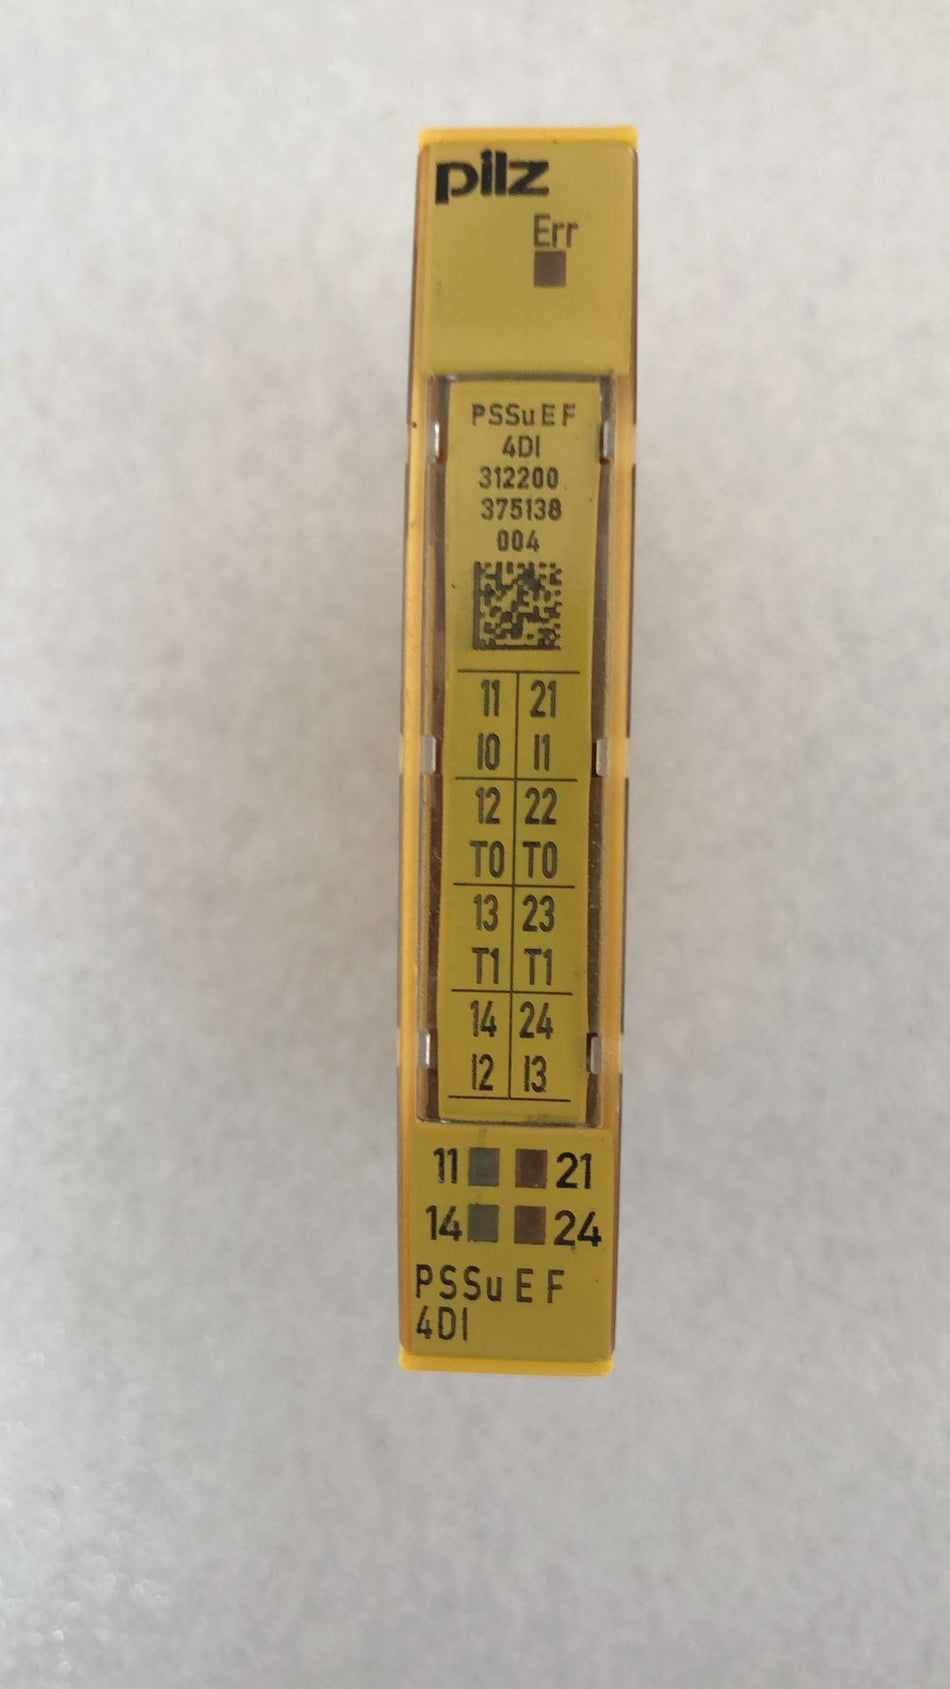 pilz
Err
PSSu E F
4DI
312200
375138
004
11 21
I0 I1
12 22
T0 T0
13 23
T1 T1
14 24
I2 I3
11 21
14 24
PSSu E F
4DI